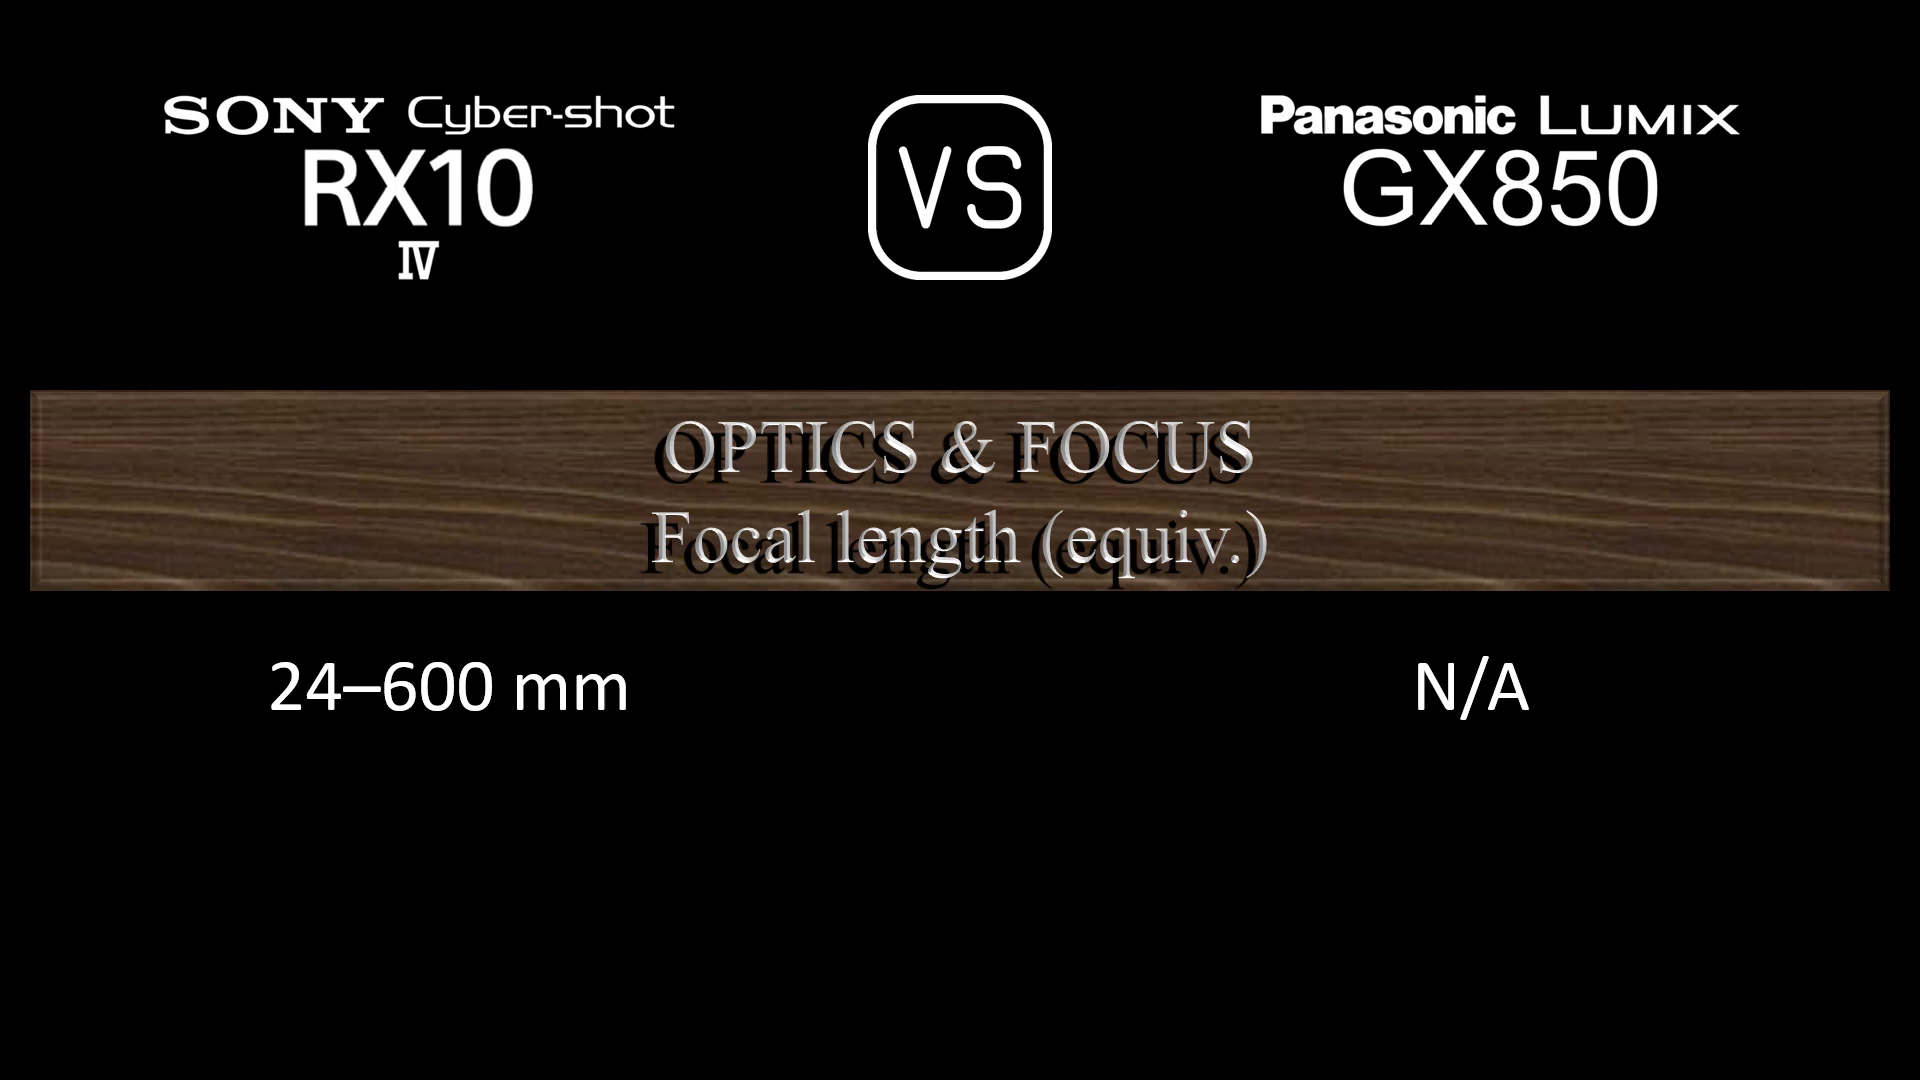 SONY Cyber-shot
RX10
IV
VS
Panasonic LUMIX
GX850
OPTICS & FOCUS
Focal length (equiv.)
24–600 mm
N/A